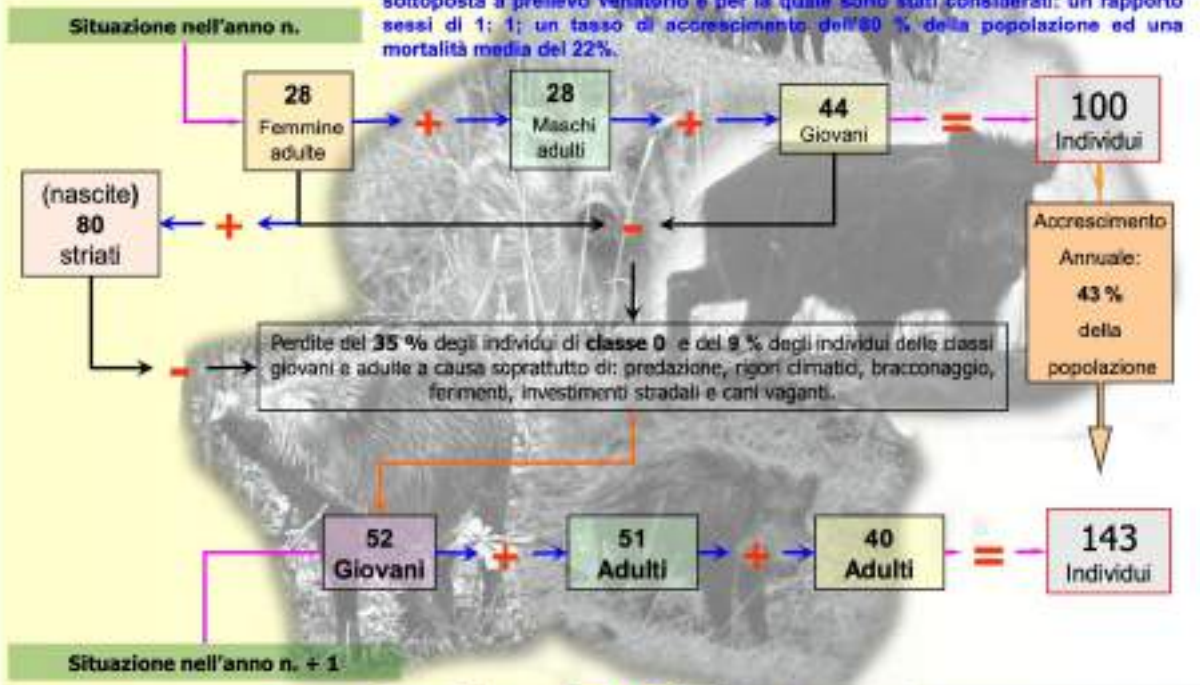 sottoposta a prelievo venatorio e per la quale sono stati considerati: un rapporto
Situazione nell'anno n.
sessi di 1: 1; un tasso di accrescimento dell'80 % della popolazione ed una
mortalità media del 22%.
28
Femmine
adulte
+
28
Maschi
adulti
+
44
Giovani
=
100
Individui
(nascite)
80
striati
+
-
Accrescimento
Annuale:
43 %
della
popolazione
-
Perdite del 35 % degli individui di classe 0 e del 9 % degli individui delle classi
giovani e adulte a causa soprattutto di: predazione, rigori climatici, bracconaggio,
ferimenti, investimenti stradali e cani vaganti.
52
Giovani
+
51
Adulti
+
40
Adulti
=
143
Individui
Situazione nell'anno n. + 1